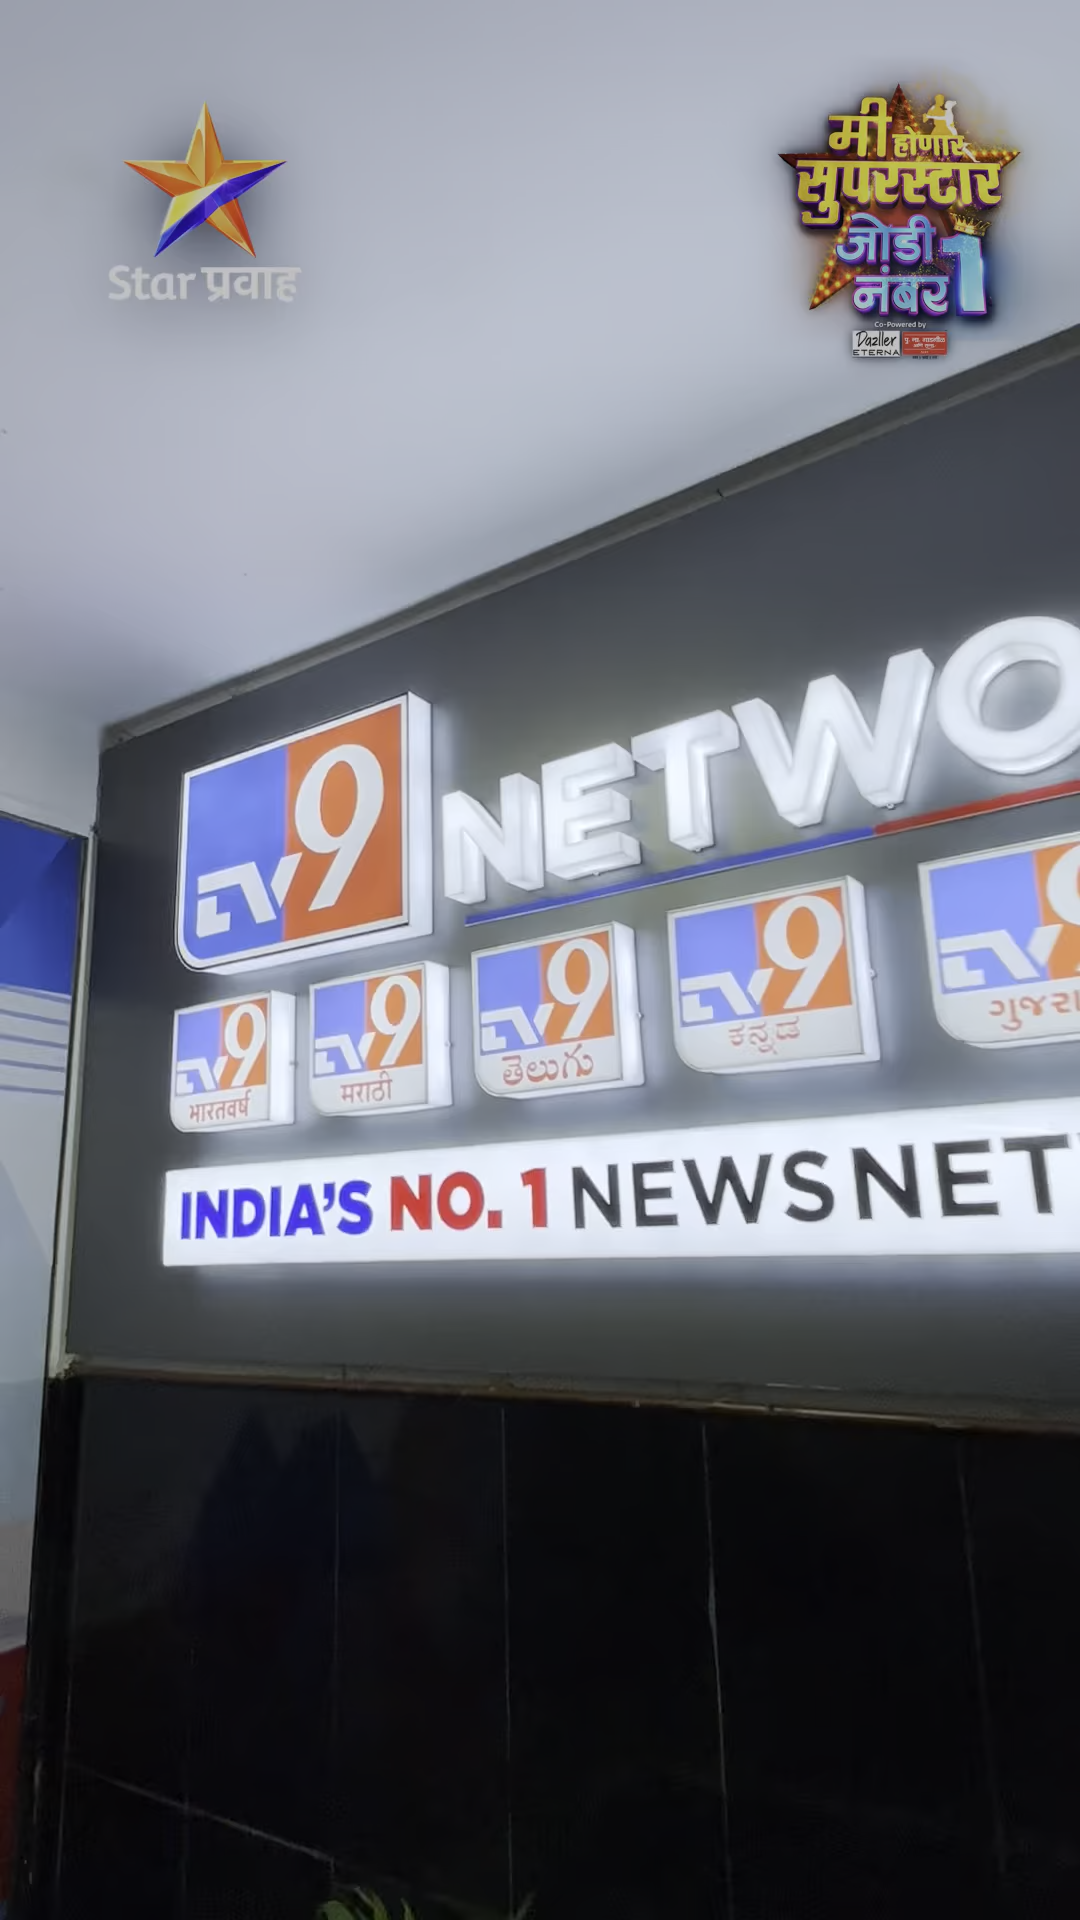 Star प्रवाह
मी होणार
सुपरस्टार
जोडी
नंबर 1
Co-Powered by
Dazller
ETERNA
TV9 NETWO
TV9
भारतवर्ष
TV9
मराठी
TV9
తెలుగు
TV9
ಕನ್ನಡ
TV9
ગુજરા
INDIA'S NO. 1 NEWS NET